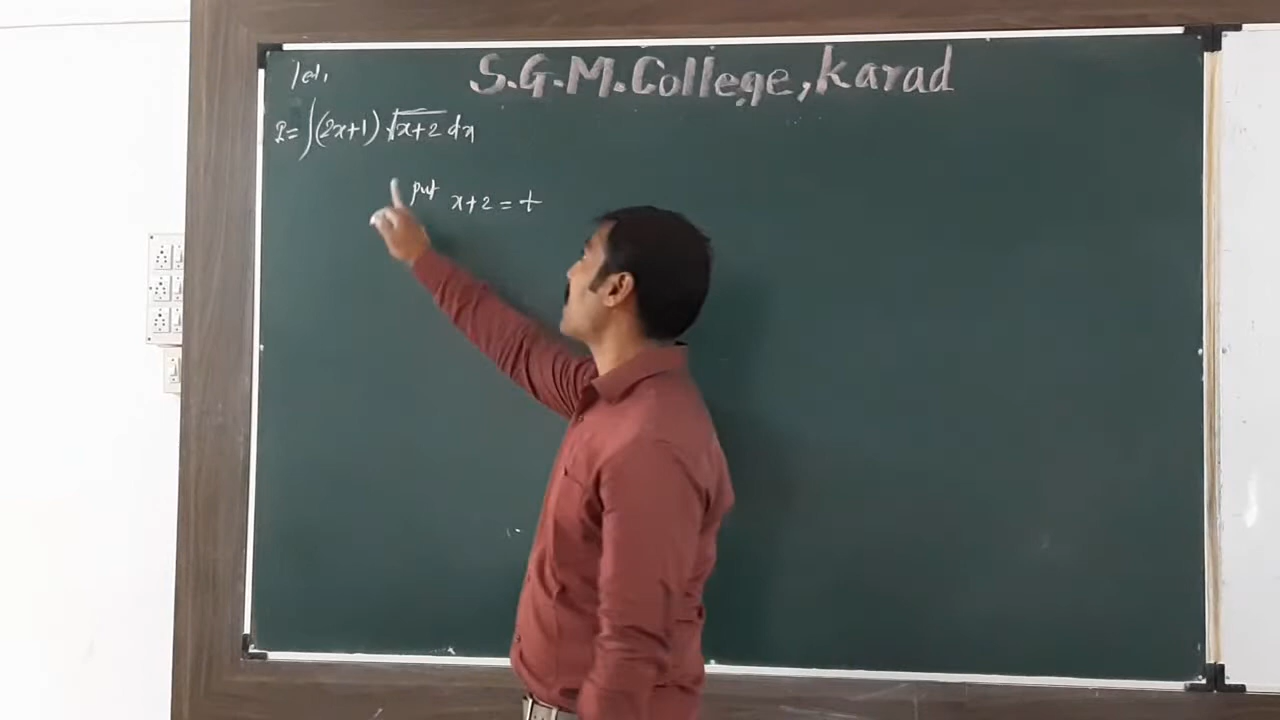 S.G.M. College, Karad
let,
I = ∫(2x+1) √x+2 dx
put x+2 = t